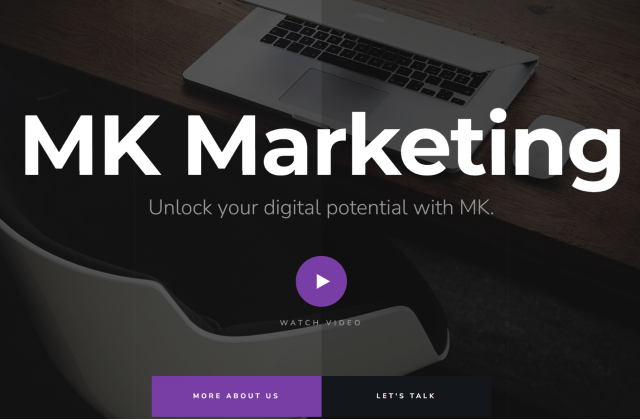 MK Marketing
Unlock your digital potential with MK.
WATCH VIDEO
MORE ABOUT US
LET'S TALK